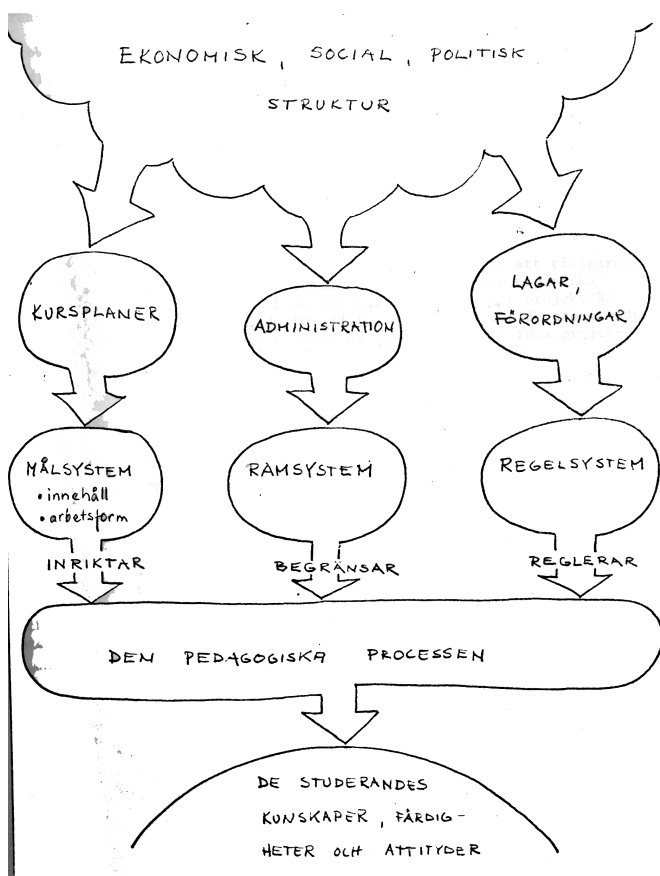 EKONOMISK, SOCIAL, POLITISK
STRUKTUR
KURSPLANER
ADMINISTRATION
LAGAR,
FÖRORDNINGAR
MÅLSYSTEM
• innehåll
• arbetsform
RAMSYSTEM
REGELSYSTEM
INRIKTAR
BEGRÄNSAR
REGLERAR
DEN PEDAGOGISKA PROCESSEN
DE STUDERANDES
KUNSKAPER, FÄRDIG-
HETER OCH ATTITYDER